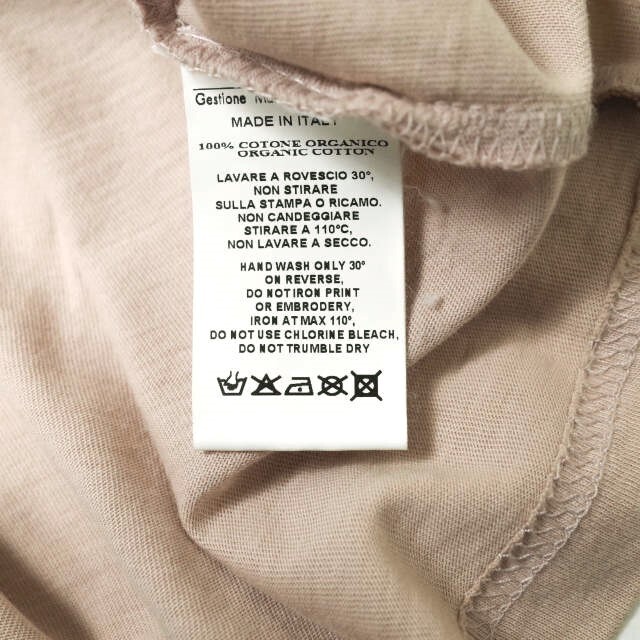 Gestione
MADE IN ITALY
100% COTONE ORGANICO
ORGANIC COTTON
LAVARE A ROVESCIO 30°,
NON STIRARE
SULLA STAMPA O RICAMO.
NON CANDEGGIARE
STIRARE A 110°C,
NON LAVARE A SECCO.
HAND WASH ONLY 30°
ON REVERSE,
DO NOT IRON PRINT
OR EMBRODERY,
IRON AT MAX 110°,
DO NOT USE CHLORINE BLEACH,
DO NOT TRUMBLE DRY